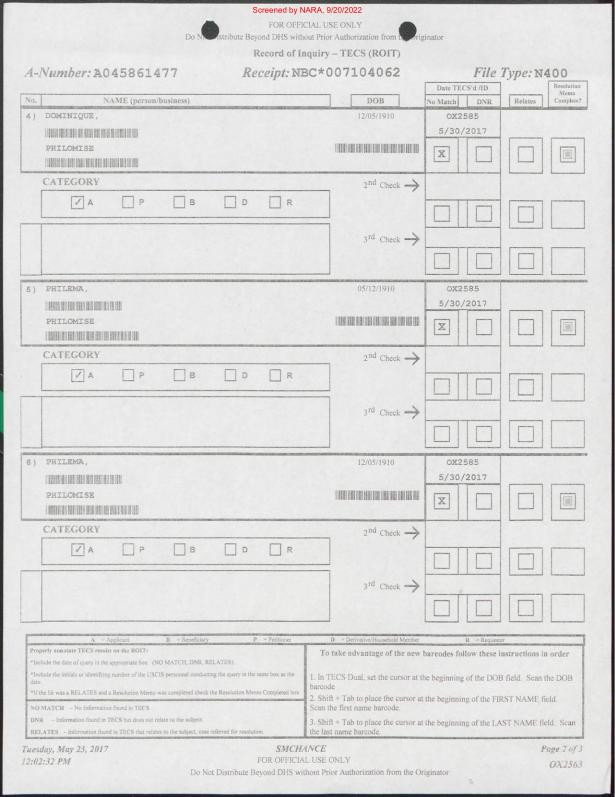 Screened by NARA, 9/20/2022
FOR OFFICIAL USE ONLY
Do Not Distribute Beyond DHS without Prior Authorization from the Originator
Record of Inquiry – TECS (ROIT)
A-Number: A045861477 Receipt: NBC*007104062 File Type: N400
No. NAME (person/business) DOB Date TECS'd /ID No Match DNR Relates Resolution Memo Complete?
4) DOMINIQUE, 12/05/1910 OX2585
5/30/2017
PHILOMISE X
CATEGORY 2nd Check →
✓ A P B D R
3rd Check →
5) PHILEMA, 05/12/1910 OX2585
5/30/2017
PHILOMISE X
CATEGORY 2nd Check →
✓ A P B D R
3rd Check →
6) PHILEMA, 12/05/1910 OX2585
5/30/2017
PHILOMISE X
CATEGORY 2nd Check →
✓ A P B D R
3rd Check →
A = Applicant B = Beneficiary P = Petitioner D = Derivative/Household Member R = Requestor
Properly annotate TECS results on the ROIT:
*Include the date of query in the appropriate box (NO MATCH, DNR, RELATES).
*Include the initials or identifying number of the USCIS personnel conducting the query in the same box as the date.
*If the hit was a RELATES and a Resolution Memo was completed check the Resolution Memo Completed box
NO MATCH – No Information found in TECS
DNR – Information found in TECS but does not relate to the subject.
RELATES – Information found in TECS that relates to the subject, case referred for resolution.
To take advantage of the new barcodes follow these instructions in order
1. In TECS Dual, set the cursor at the beginning of the DOB field. Scan the DOB barcode
2. Shift + Tab to place the cursor at the beginning of the FIRST NAME field. Scan the first name barcode.
3. Shift + Tab to place the cursor at the beginning of the LAST NAME field. Scan the last name barcode.
Tuesday, May 23, 2017 SMCHANCE Page 2 of 3
12:02:32 PM FOR OFFICIAL USE ONLY OX2563
Do Not Distribute Beyond DHS without Prior Authorization from the Originator